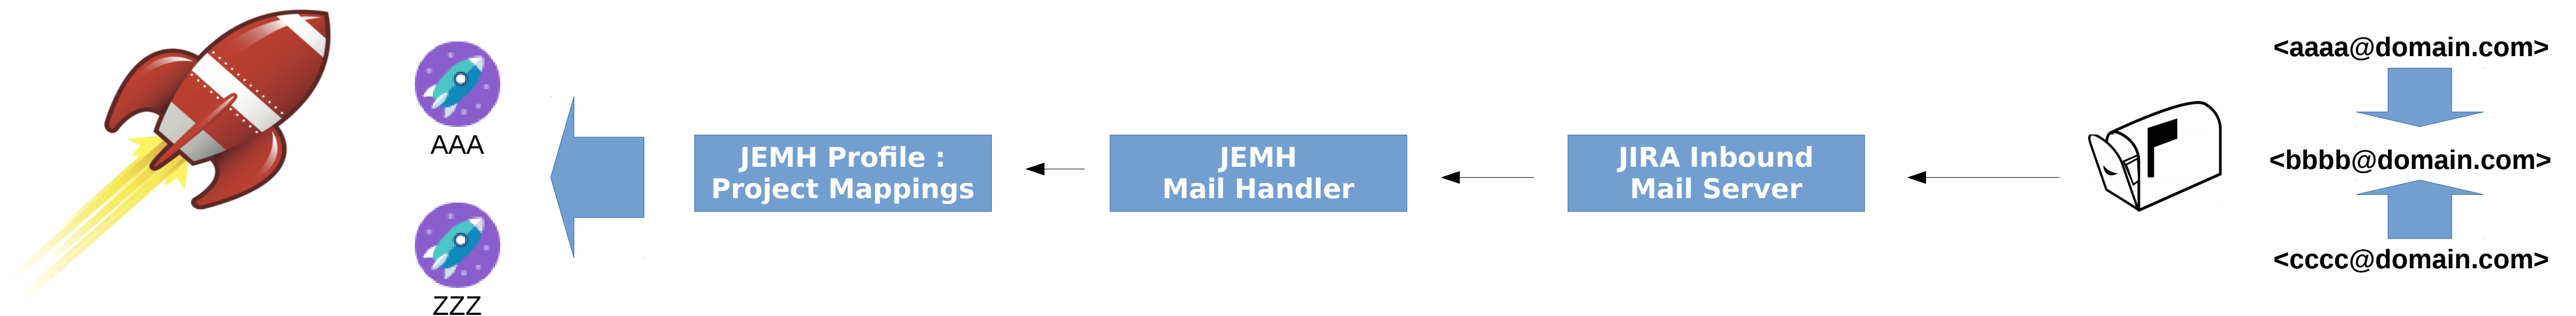 AAA
ZZZ
JEMH Profile :
Project Mappings
JEMH
Mail Handler
JIRA Inbound
Mail Server
<aaaa@domain.com>
<bbbb@domain.com>
<cccc@domain.com>